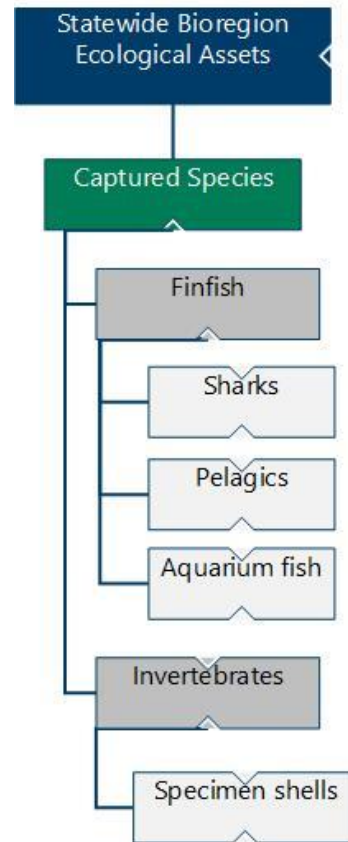 Statewide Bioregion
Ecological Assets
Captured Species
Finfish
Sharks
Pelagics
Aquarium fish
Invertebrates
Specimen shells